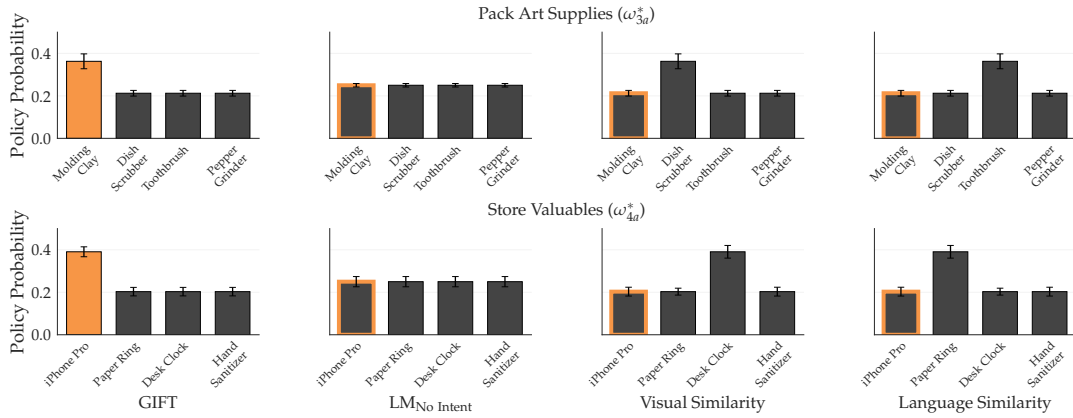 Pack Art Supplies (ω*3a)
Policy Probability
0.4
0.2
0.0
Molding Clay
Dish Scrubber
Toothbrush
Pepper Grinder
Molding Clay
Dish Scrubber
Toothbrush
Pepper Grinder
Molding Clay
Dish Scrubber
Toothbrush
Pepper Grinder
Molding Clay
Dish Scrubber
Toothbrush
Pepper Grinder
Store Valuables (ω*4a)
Policy Probability
0.4
0.2
0.0
iPhone Pro
Paper Ring
Desk Clock
Hand Sanitizer
iPhone Pro
Paper Ring
Desk Clock
Hand Sanitizer
iPhone Pro
Paper Ring
Desk Clock
Hand Sanitizer
iPhone Pro
Paper Ring
Desk Clock
Hand Sanitizer
GIFT
LM No Intent
Visual Similarity
Language Similarity